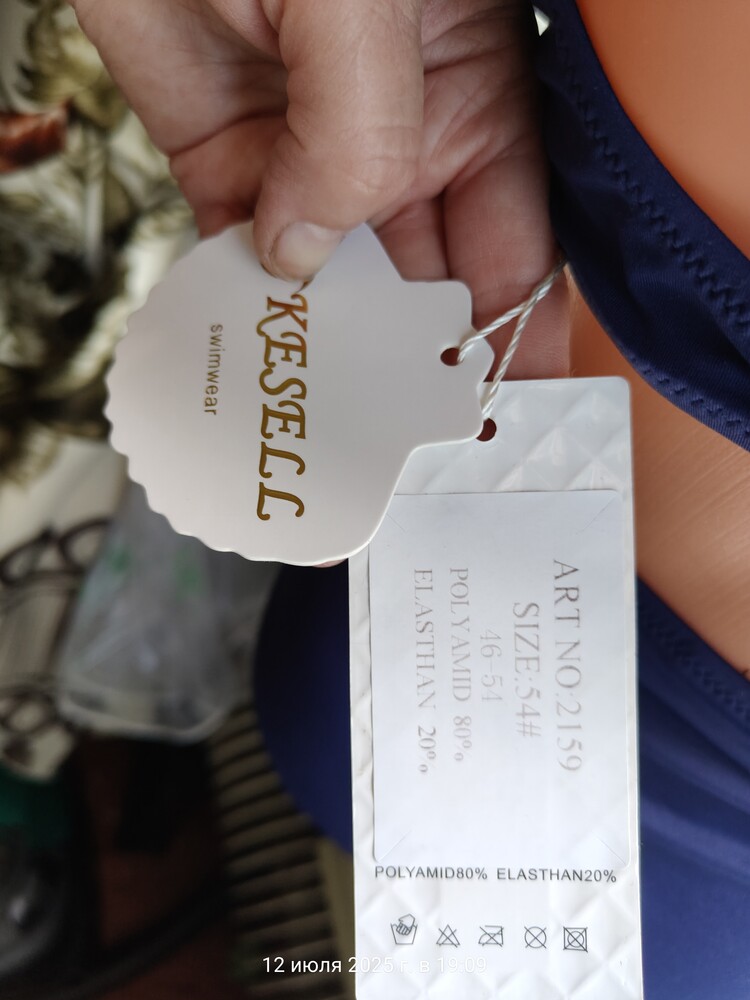 KESELL
swimwear
ART NO:2159
SIZE:54#
46-54
POLYAMID 80%
ELASTHAN 20%
POLYAMID80% ELASTHAN20%
12 июля 2025 г. в 19:09